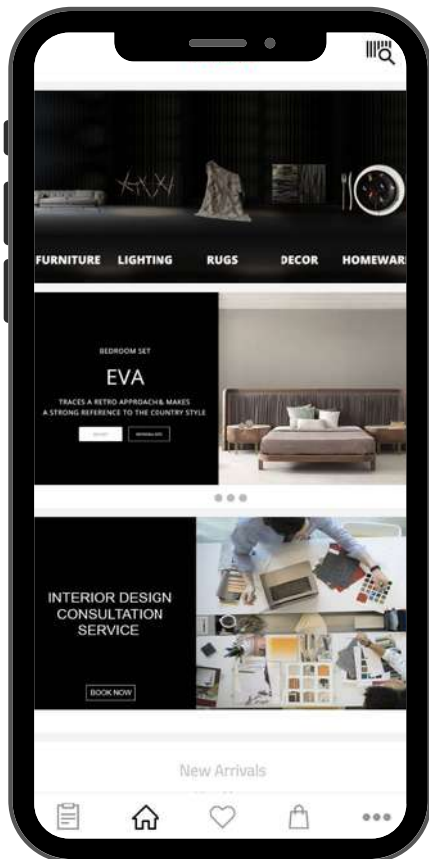 FURNITURE LIGHTING RUGS DECOR HOMEWAR
BEDROOM SET
EVA
TRACES A RETRO APPROACH & MAKES
A STRONG REFERENCE TO THE COUNTRY STYLE
INTERIOR DESIGN
CONSULTATION
SERVICE
BOOK NOW
New Arrivals